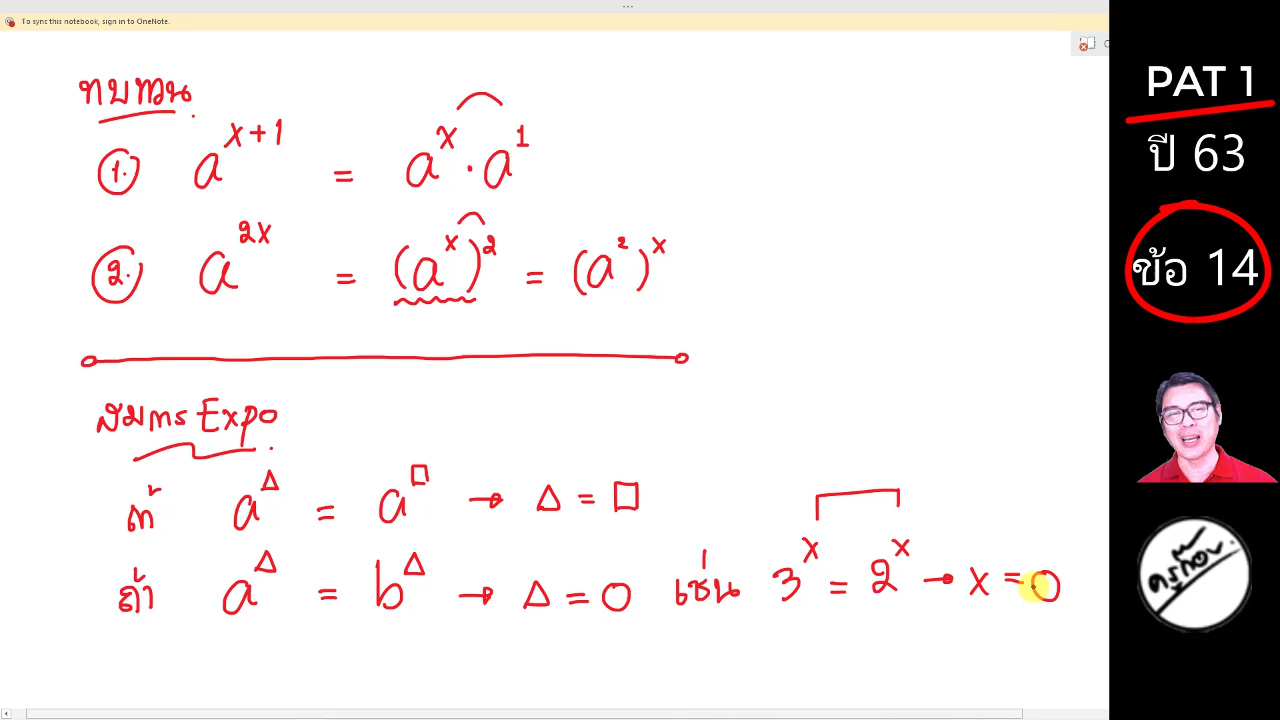 To sync this notebook, sign in to OneNote.
ทบทวน
1. a^{x+1} = a^x · a^1
2. a^{2x} = (a^x)^2 = (a^2)^x
สมการ Expo
ถ้า a^Δ = a^□ → Δ = □
ถ้า a^Δ = b^Δ → Δ = 0 เช่น 3^x = 2^x → x = 0
PAT 1
ปี 63
ข้อ 14
ครูก้อง